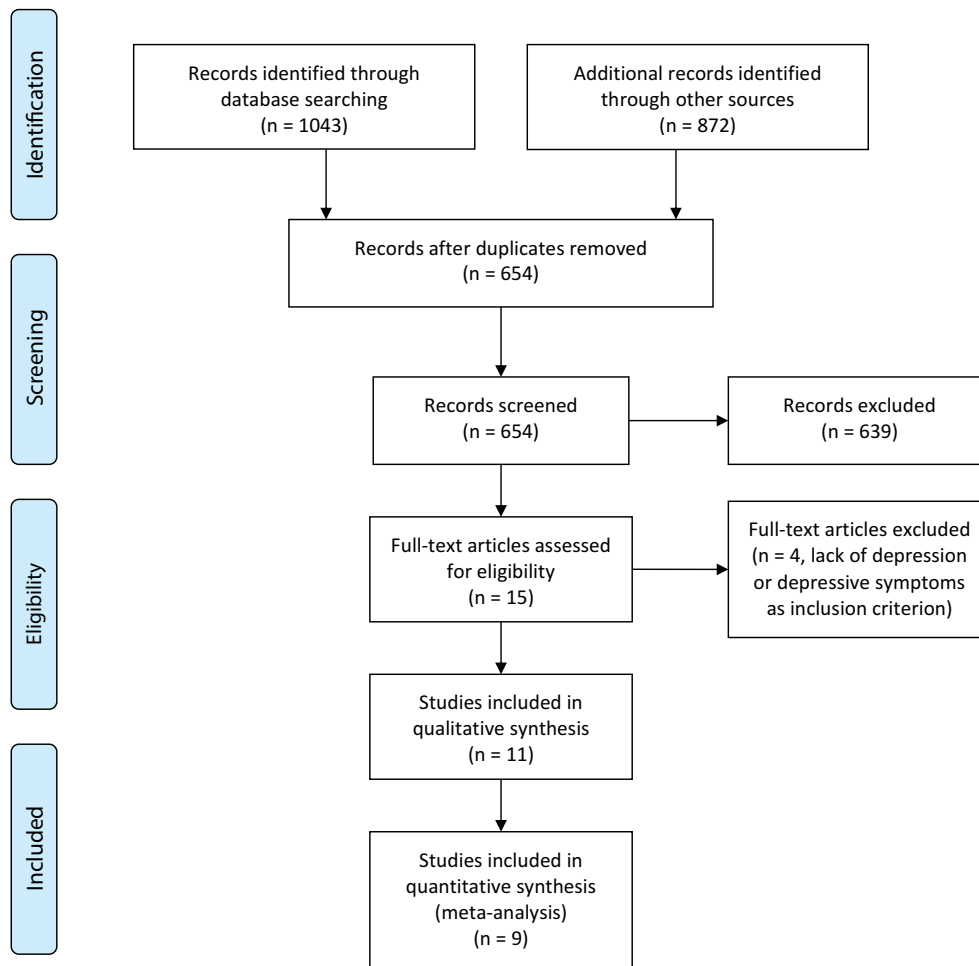 Identification
Records identified through
database searching
(n = 1043)
Additional records identified
through other sources
(n = 872)
Records after duplicates removed
(n = 654)
Screening
Records screened
(n = 654)
Records excluded
(n = 639)
Eligibility
Full-text articles assessed
for eligibility
(n = 15)
Full-text articles excluded
(n = 4, lack of depression
or depressive symptoms
as inclusion criterion)
Studies included in
qualitative synthesis
(n = 11)
Included
Studies included in
quantitative synthesis
(meta-analysis)
(n = 9)